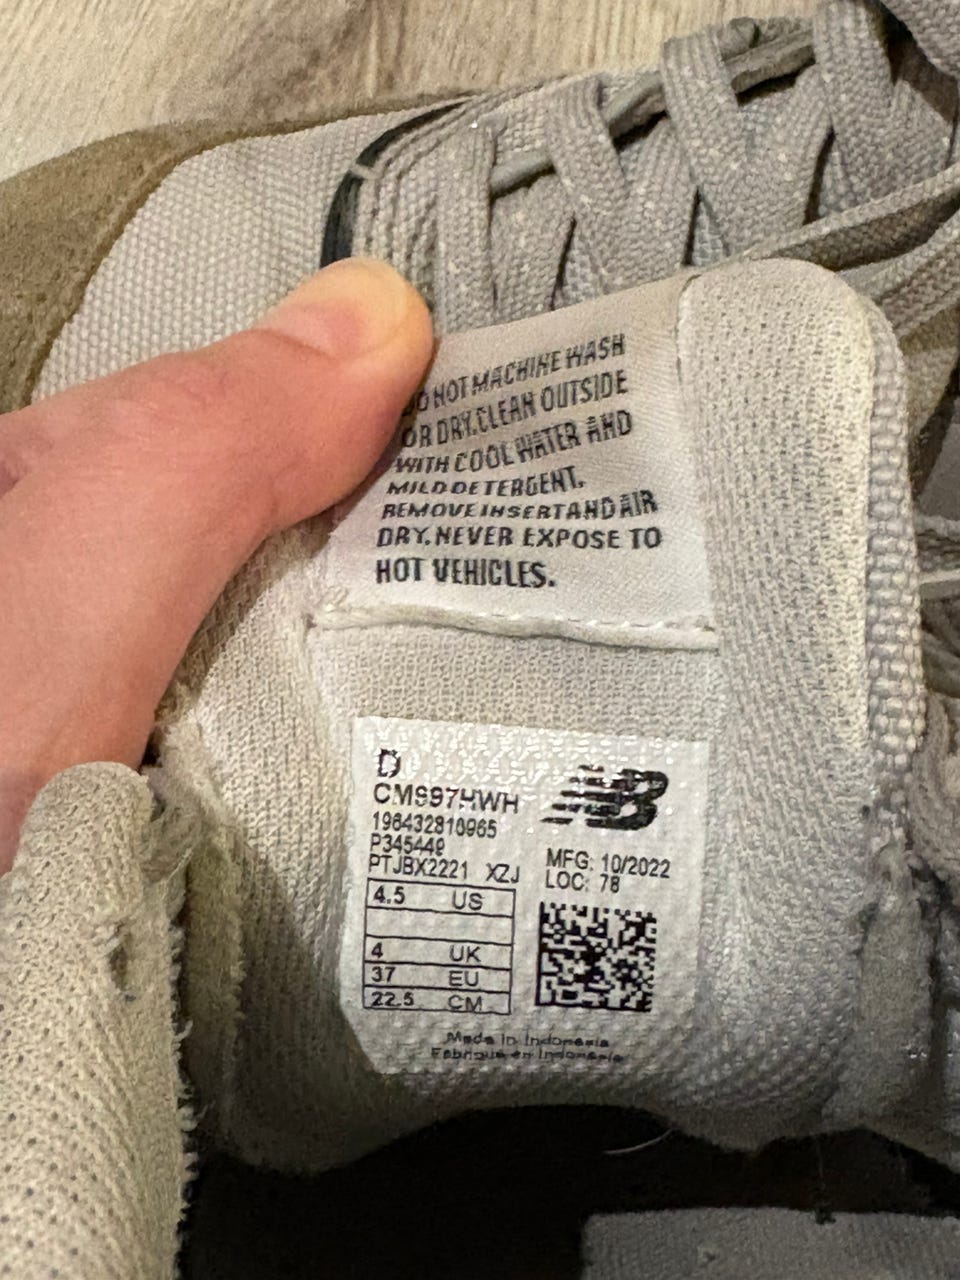 DO NOT MACHINE WASH
OR DRY. CLEAN OUTSIDE
WITH COOL WATER AND
MILD DETERGENT.
REMOVE INSERT AND AIR
DRY. NEVER EXPOSE TO
HOT VEHICLES.
D
CM997HWH
NB
196432810965
P345449
PTJBX2221 XZJ
MFG: 10/2022
LOC: 78
4.5 US
4 UK
37 EU
22.5 CM
Made in Indonesia
Fabriqué en Indonésie